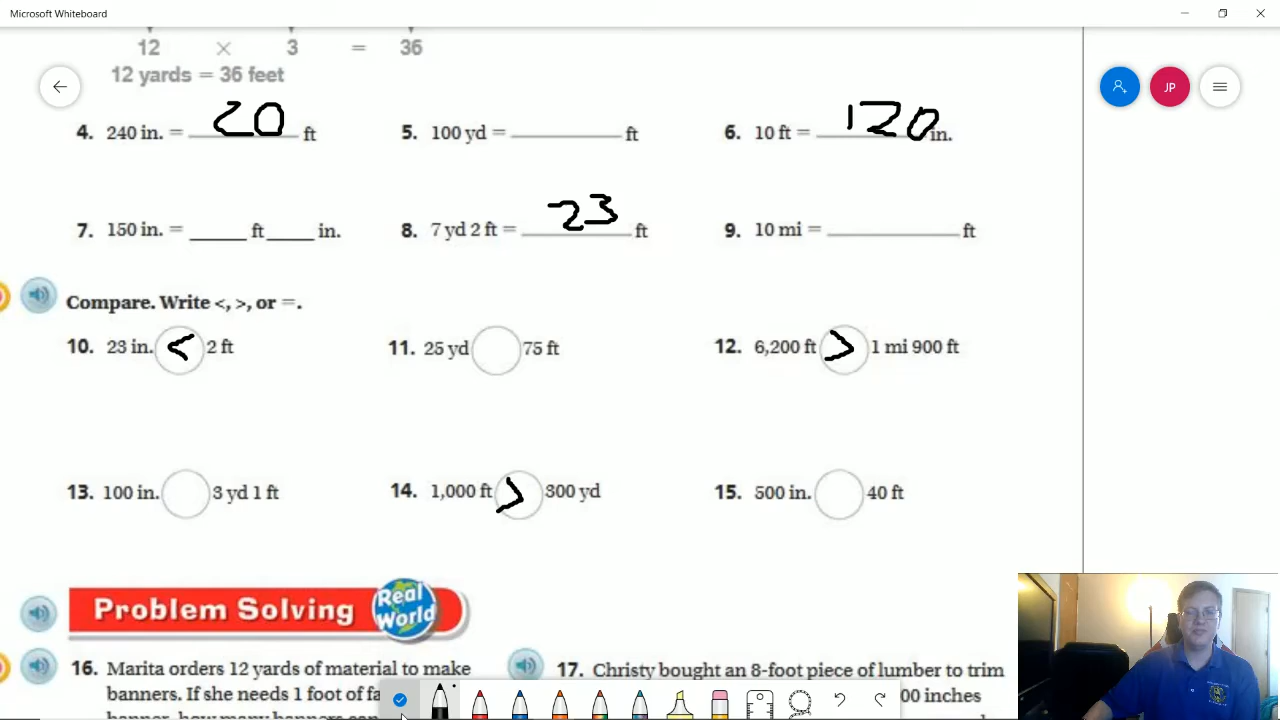 Microsoft Whiteboard
12 × 3 = 36
12 yards = 36 feet
4. 240 in. = 20 ft
5. 100 yd = ____ ft
6. 10 ft = 120 in.
7. 150 in. = ____ ft ____ in.
8. 7 yd 2 ft = 23 ft
9. 10 mi = ____ ft
Compare. Write <, >, or =.
10. 23 in. < 2 ft
11. 25 yd 75 ft
12. 6,200 ft > 1 mi 900 ft
13. 100 in. 3 yd 1 ft
14. 1,000 ft > 300 yd
15. 500 in. 40 ft
Problem Solving Real World
16. Marita orders 12 yards of material to make
banners. If she needs 1 foot of
17. Christy bought an 8-foot piece of lumber to trim
00 inches
JP